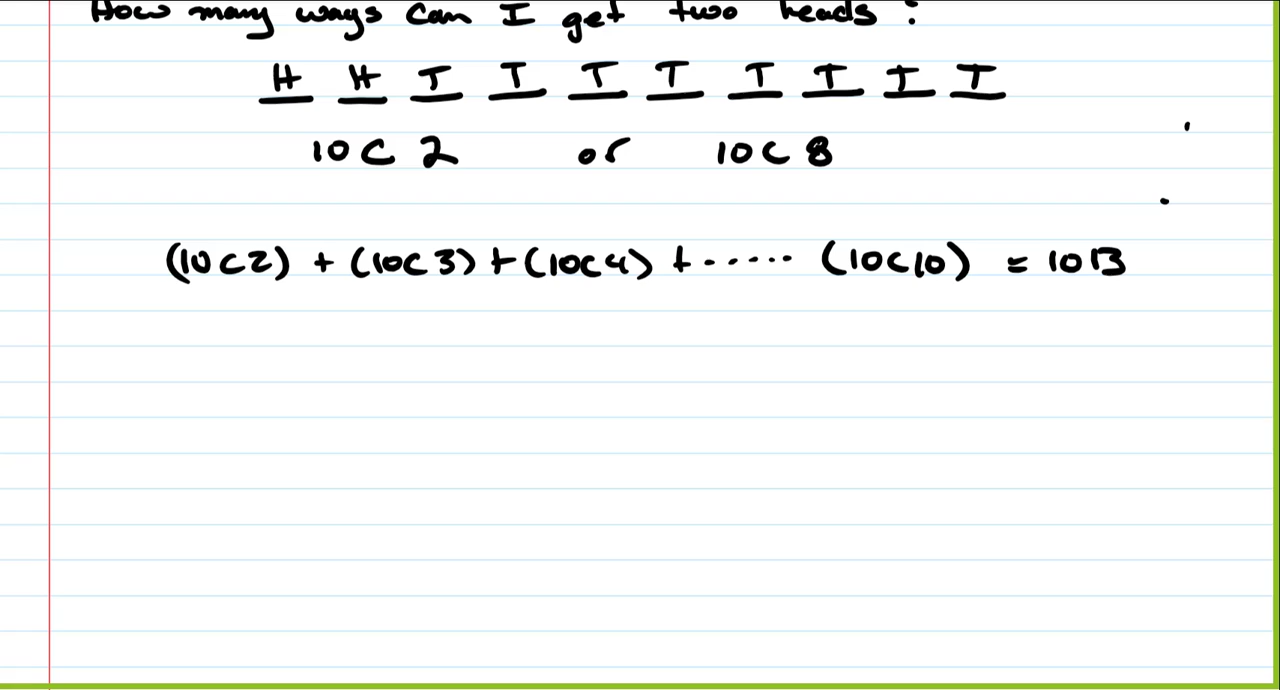 How many ways can I get two heads?
H H T T T T T T T T
10C2 or 10C8
(10C2) + (10C3) + (10C4) + ..... (10C10) = 1013